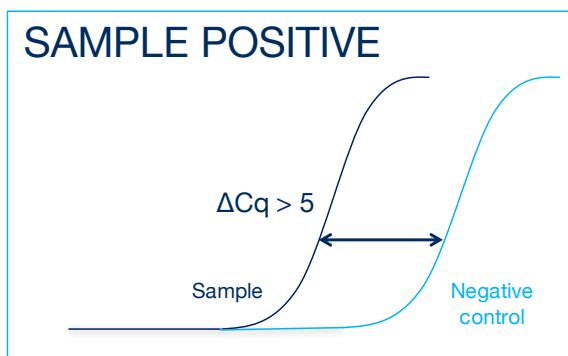 SAMPLE POSITIVE
ΔCq > 5
Sample
Negative
control